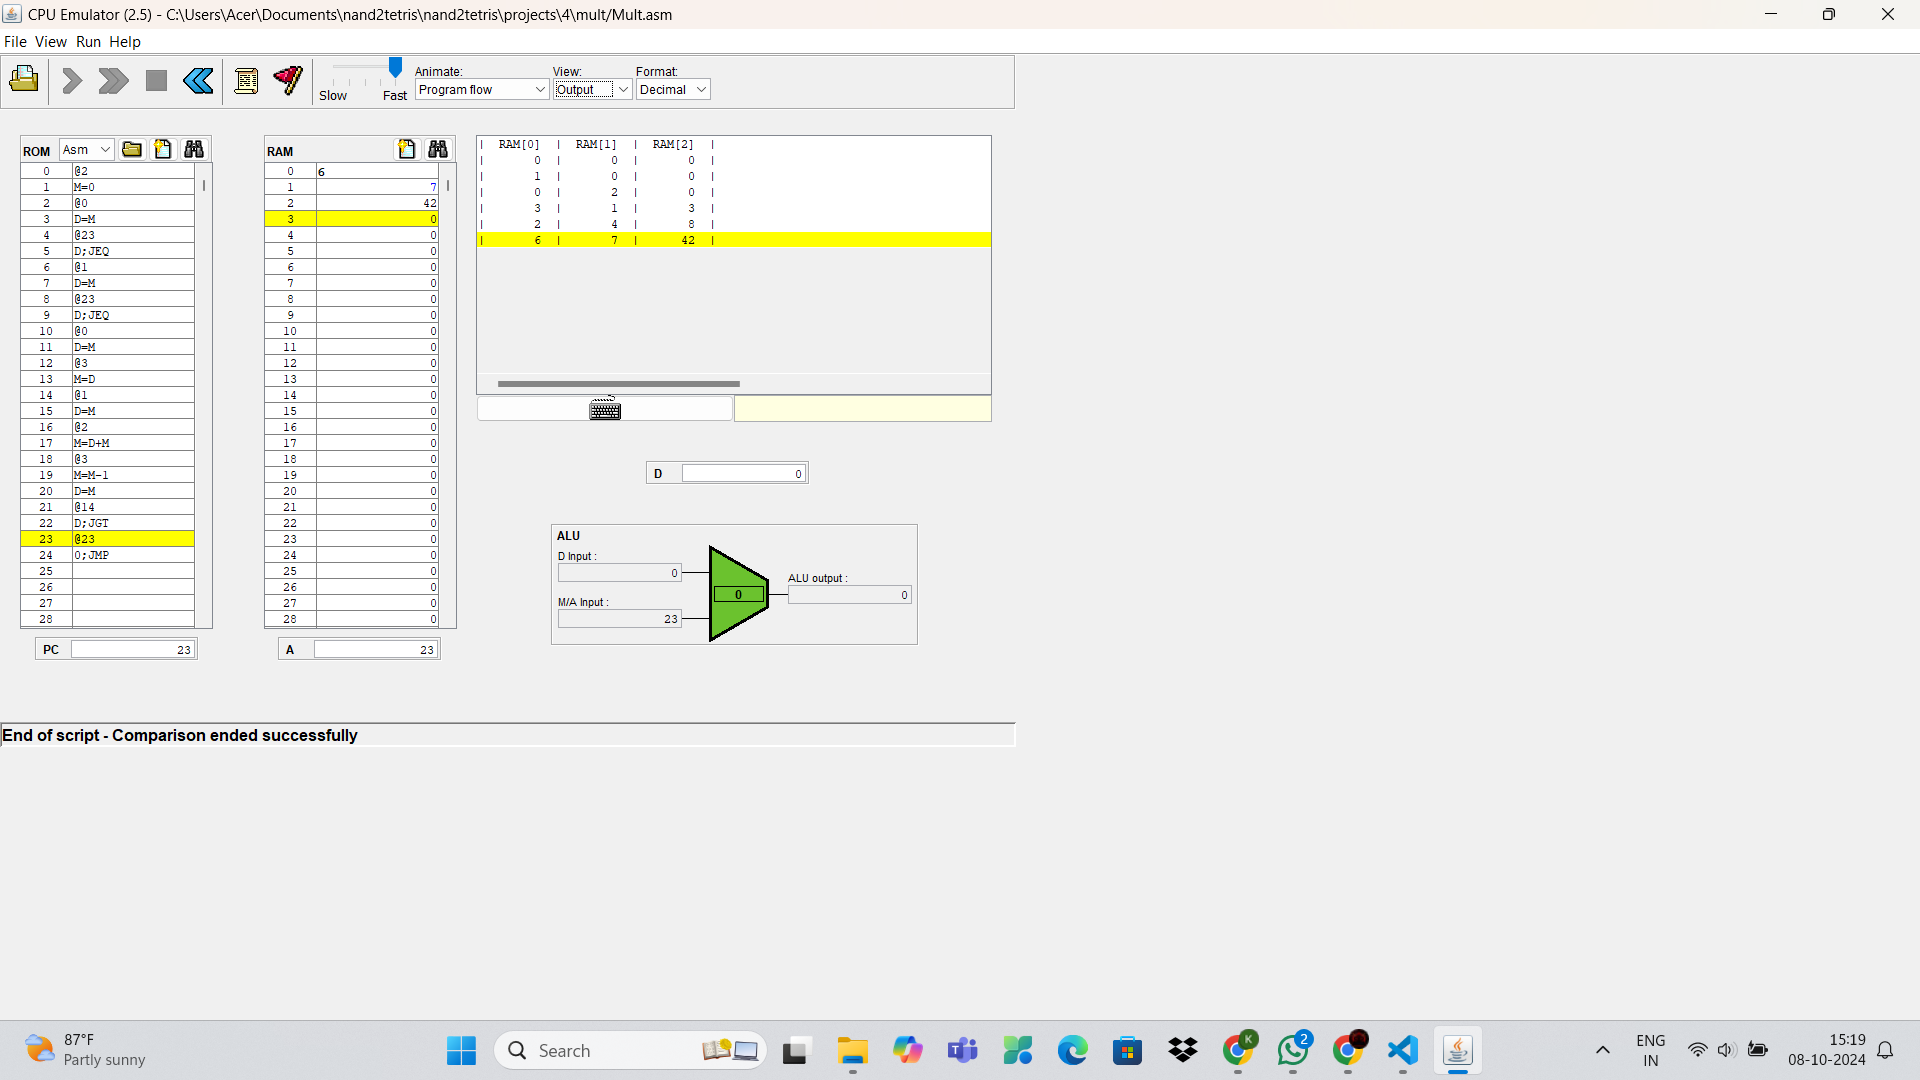 CPU Emulator (2.5) - C:\Users\Acer\Documents\nand2tetris\nand2tetris\projects\4\mult/Mult.asm
File View Run Help
Animate: View: Format:
Slow Fast Program flow Output Decimal
ROM Asm
0 @2
1 M=0
2 @0
3 D=M
4 @23
5 D;JEQ
6 @1
7 D=M
8 @23
9 D;JEQ
10 @0
11 D=M
12 @3
13 M=D
14 @1
15 D=M
16 @2
17 M=D+M
18 @3
19 M=M-1
20 D=M
21 @14
22 D;JGT
23 @23
24 0;JMP
25
26
27
28
PC 23
RAM
0 6
1 7
2 42
3 0
4 0
5 0
6 0
7 0
8 0
9 0
10 0
11 0
12 0
13 0
14 0
15 0
16 0
17 0
18 0
19 0
20 0
21 0
22 0
23 0
24 0
25 0
26 0
27 0
28 0
A 23
| RAM[0] | RAM[1] | RAM[2] |
| 0 | 0 | 0 |
| 1 | 0 | 0 |
| 0 | 2 | 0 |
| 3 | 1 | 3 |
| 2 | 4 | 8 |
| 6 | 7 | 42 |
D 0
ALU
D Input :
0
M/A Input :
23
0
ALU output :
0
End of script - Comparison ended successfully
87°F
Partly sunny
Search
K
2
ENG
IN
15:19
08-10-2024